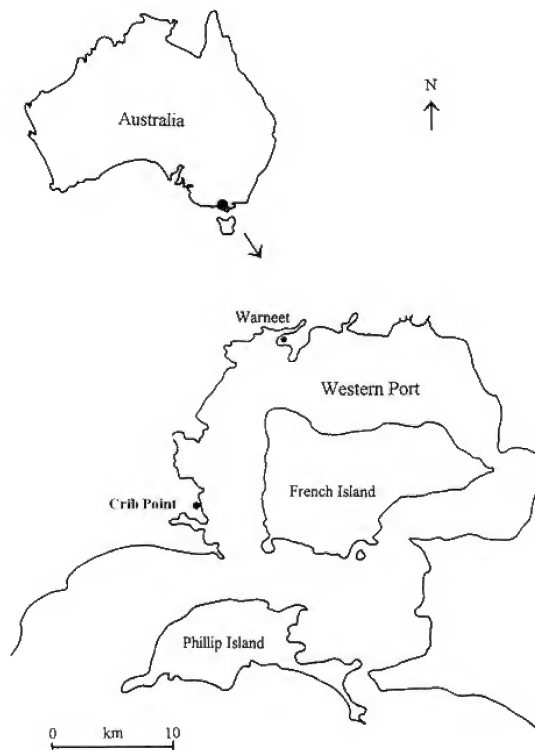 N
Australia
Warneet
Western Port
French Island
Crib Point
Phillip Island
0 km 10